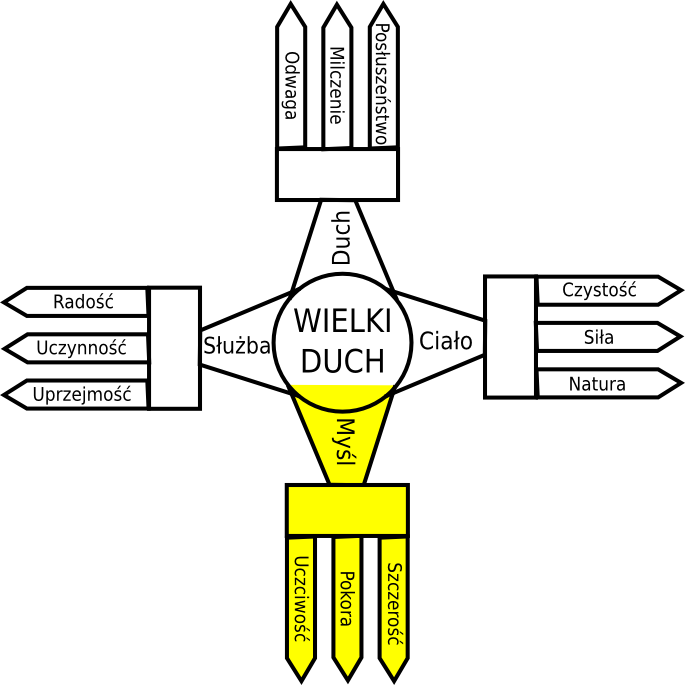 Odwaga
Milczenie
Posłuszeństwo
Duch
Radość
Uczynność
Uprzejmość
Służba
WIELKI
DUCH
Ciało
Czystość
Siła
Natura
Myśl
Uczciwość
Pokora
Szczerość